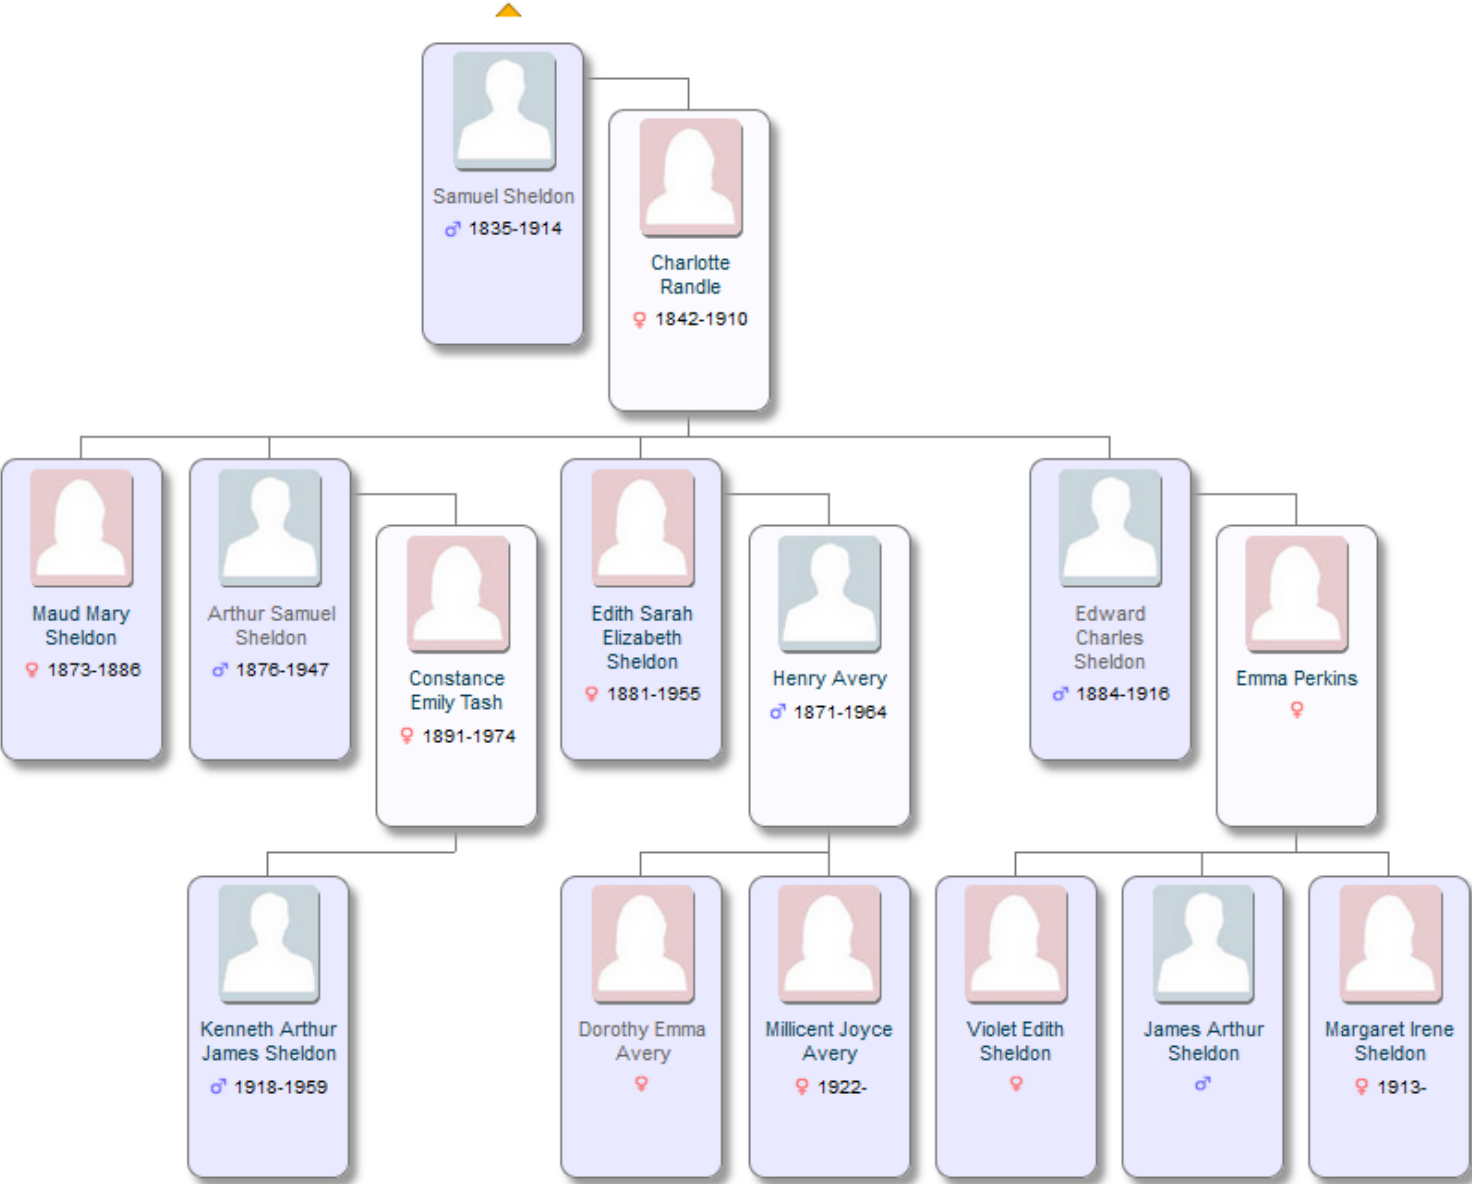 Samuel Sheldon
♂ 1835-1914
Charlotte
Randle
♀ 1842-1910
Maud Mary
Sheldon
♀ 1873-1886
Arthur Samuel
Sheldon
♂ 1876-1947
Constance
Emily Tash
♀ 1891-1974
Edith Sarah
Elizabeth
Sheldon
♀ 1881-1955
Henry Avery
♂ 1871-1964
Edward
Charles
Sheldon
♂ 1884-1916
Emma Perkins
♀
Kenneth Arthur
James Sheldon
♂ 1918-1959
Dorothy Emma
Avery
♀
Millicent Joyce
Avery
♀ 1922-
Violet Edith
Sheldon
♀
James Arthur
Sheldon
♂
Margaret Irene
Sheldon
♀ 1913-